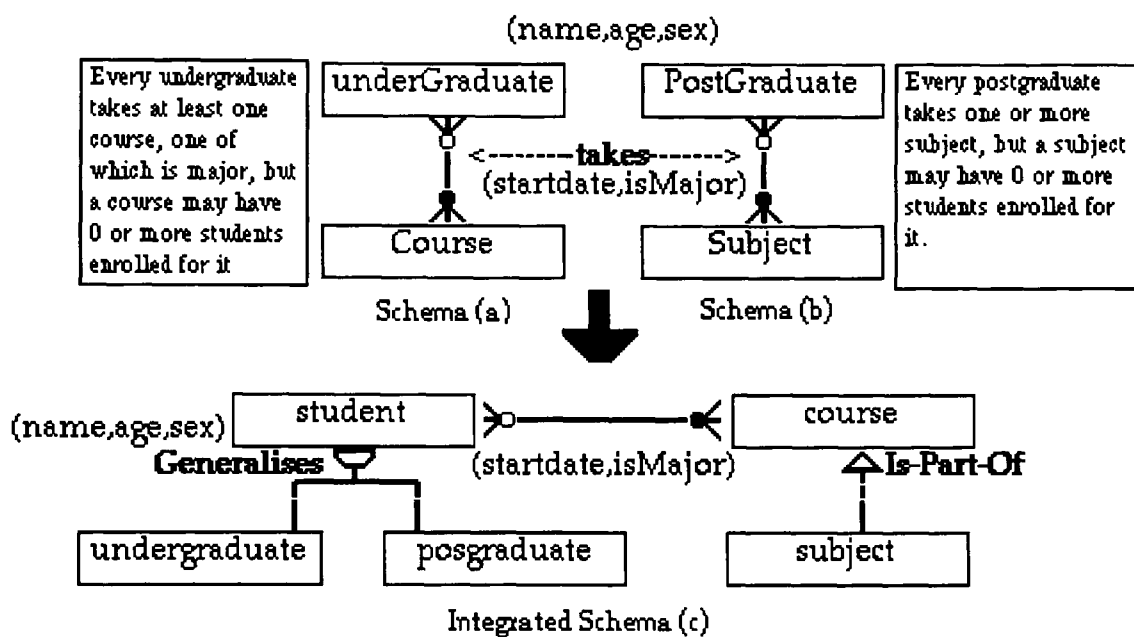 (name,age,sex)
Every undergraduate
takes at least one
course, one of
which is major, but
a course may have
0 or more students
enrolled for it
underGraduate
PostGraduate
Every postgraduate
takes one or more
subject, but a subject
may have 0 or more
students enrolled for
it.
<-------takes------->
(startdate,isMajor)
Course
Subject
Schema (a)
Schema (b)
student
course
(name,age,sex)
Generalises
(startdate,isMajor)
Is-Part-Of
undergraduate
posgraduate
subject
Integrated Schema (c)